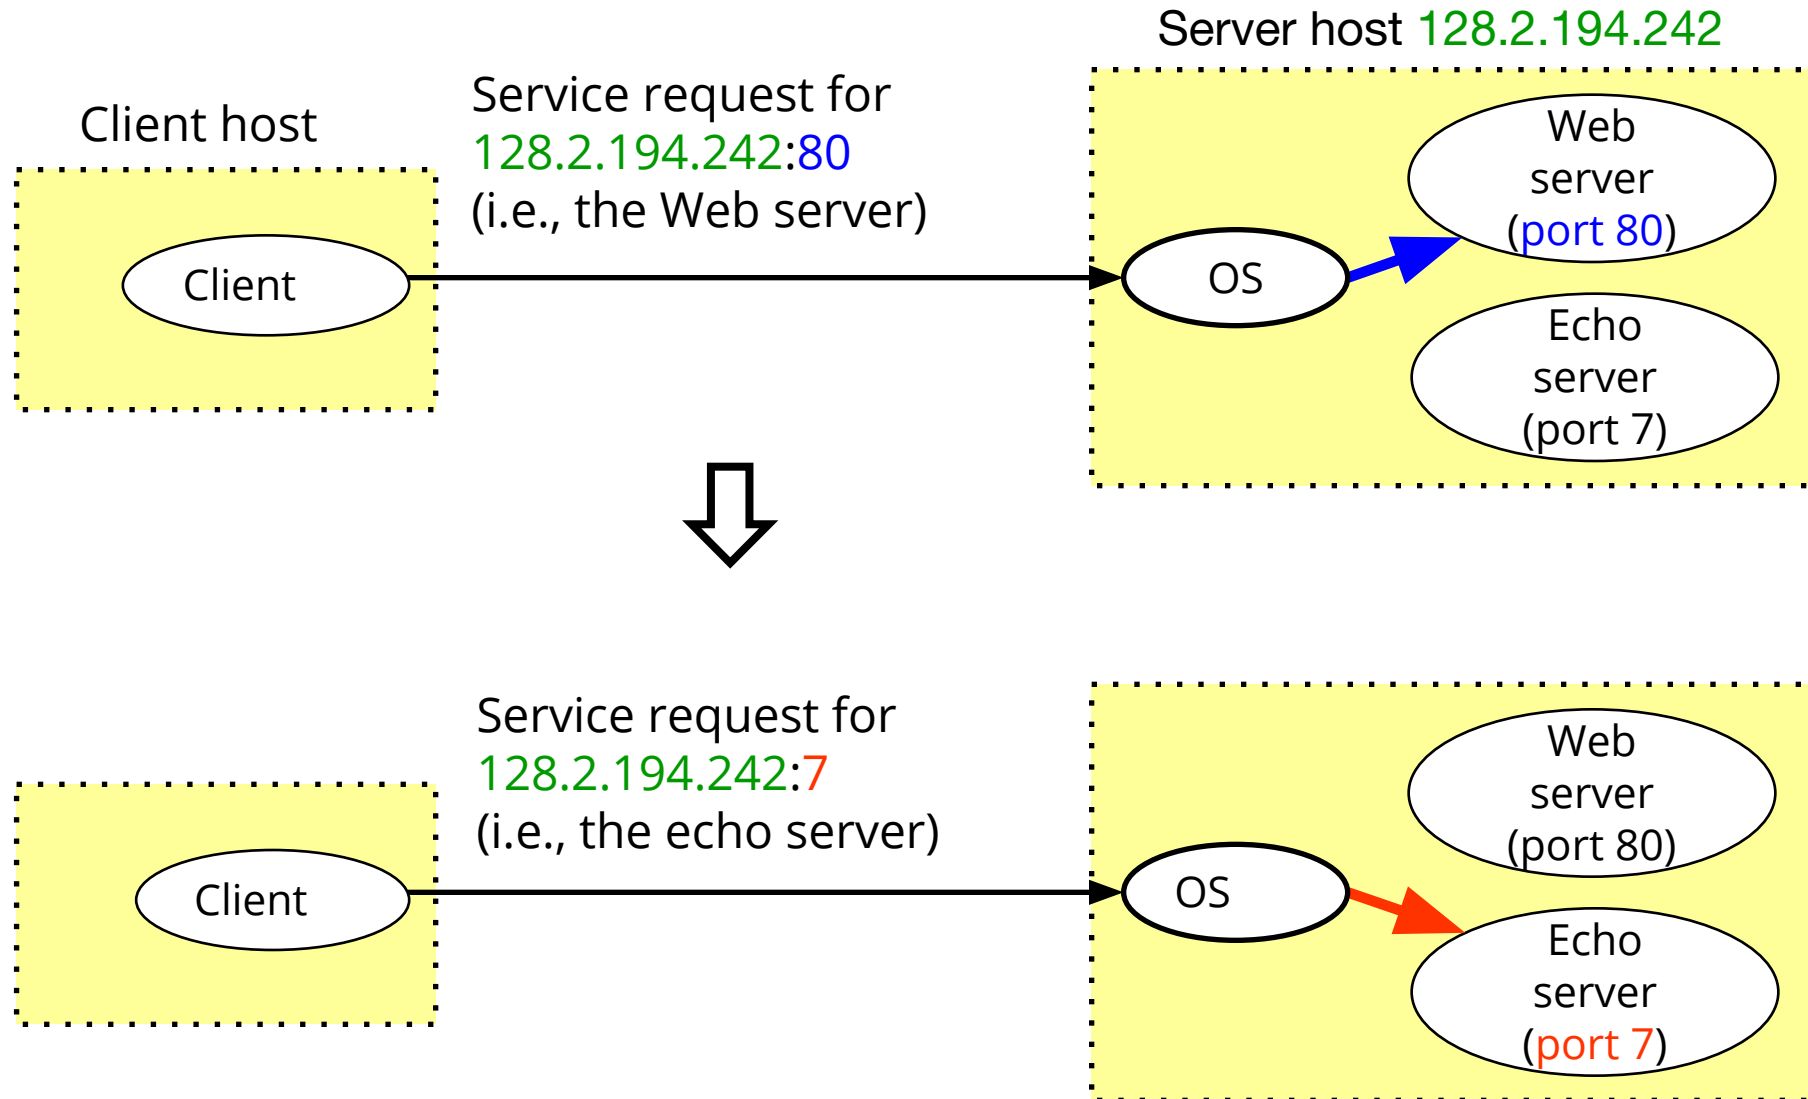 Server host 128.2.194.242
Client host
Service request for
128.2.194.242:80
(i.e., the Web server)
Client
OS
Web
server
(port 80)
Echo
server
(port 7)
Service request for
128.2.194.242:7
(i.e., the echo server)
Client
OS
Web
server
(port 80)
Echo
server
(port 7)